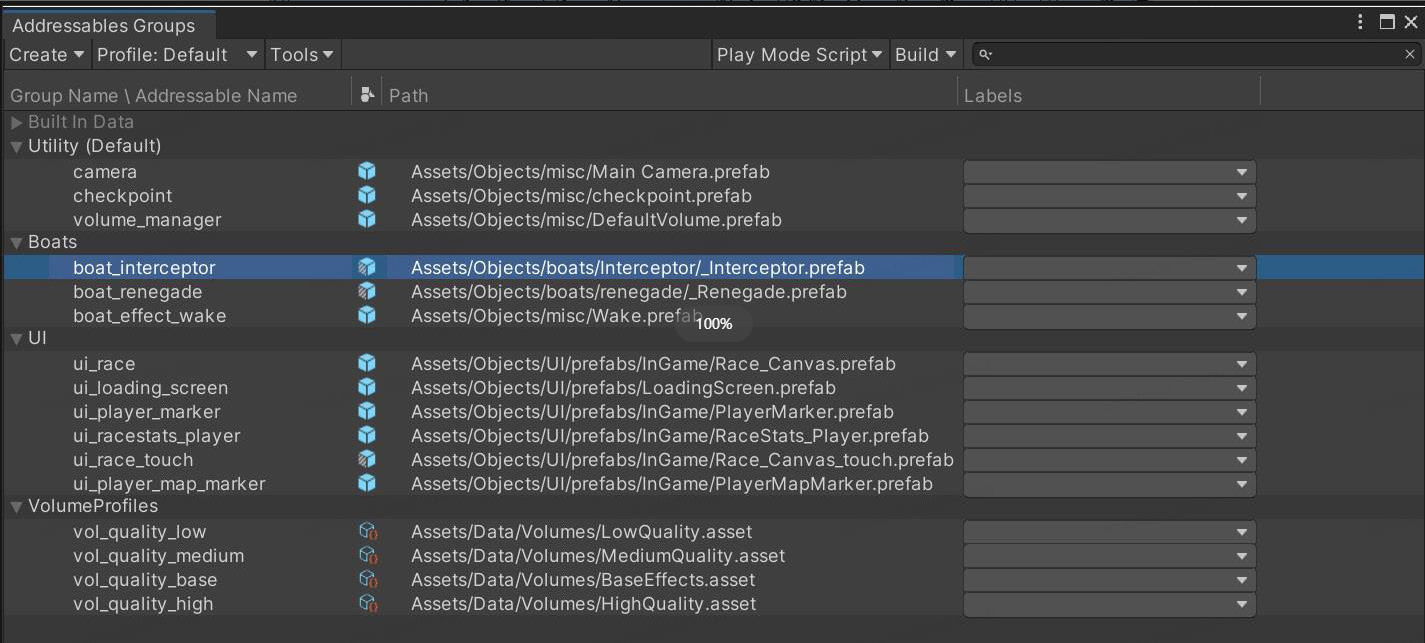 Addressables Groups
Create Profile: Default Tools Play Mode Script Build
Group Name \ Addressable Name Path Labels
Built In Data
Utility (Default)
camera Assets/Objects/misc/Main Camera.prefab
checkpoint Assets/Objects/misc/checkpoint.prefab
volume_manager Assets/Objects/misc/DefaultVolume.prefab
Boats
boat_interceptor Assets/Objects/boats/Interceptor/_Interceptor.prefab
boat_renegade Assets/Objects/boats/renegade/_Renegade.prefab
boat_effect_wake Assets/Objects/misc/Wake.prefab
100%
UI
ui_race Assets/Objects/UI/prefabs/InGame/Race_Canvas.prefab
ui_loading_screen Assets/Objects/UI/prefabs/LoadingScreen.prefab
ui_player_marker Assets/Objects/UI/prefabs/InGame/PlayerMarker.prefab
ui_racestats_player Assets/Objects/UI/prefabs/InGame/RaceStats_Player.prefab
ui_race_touch Assets/Objects/UI/prefabs/InGame/Race_Canvas_touch.prefab
ui_player_map_marker Assets/Objects/UI/prefabs/InGame/PlayerMapMarker.prefab
VolumeProfiles
vol_quality_low Assets/Data/Volumes/LowQuality.asset
vol_quality_medium Assets/Data/Volumes/MediumQuality.asset
vol_quality_base Assets/Data/Volumes/BaseEffects.asset
vol_quality_high Assets/Data/Volumes/HighQuality.asset